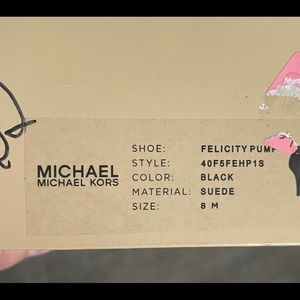 MICHAEL
MICHAEL KORS
SHOE: FELICITY PUMP
STYLE: 40F5FEHP1S
COLOR: BLACK
MATERIAL: SUEDE
SIZE: 8 M